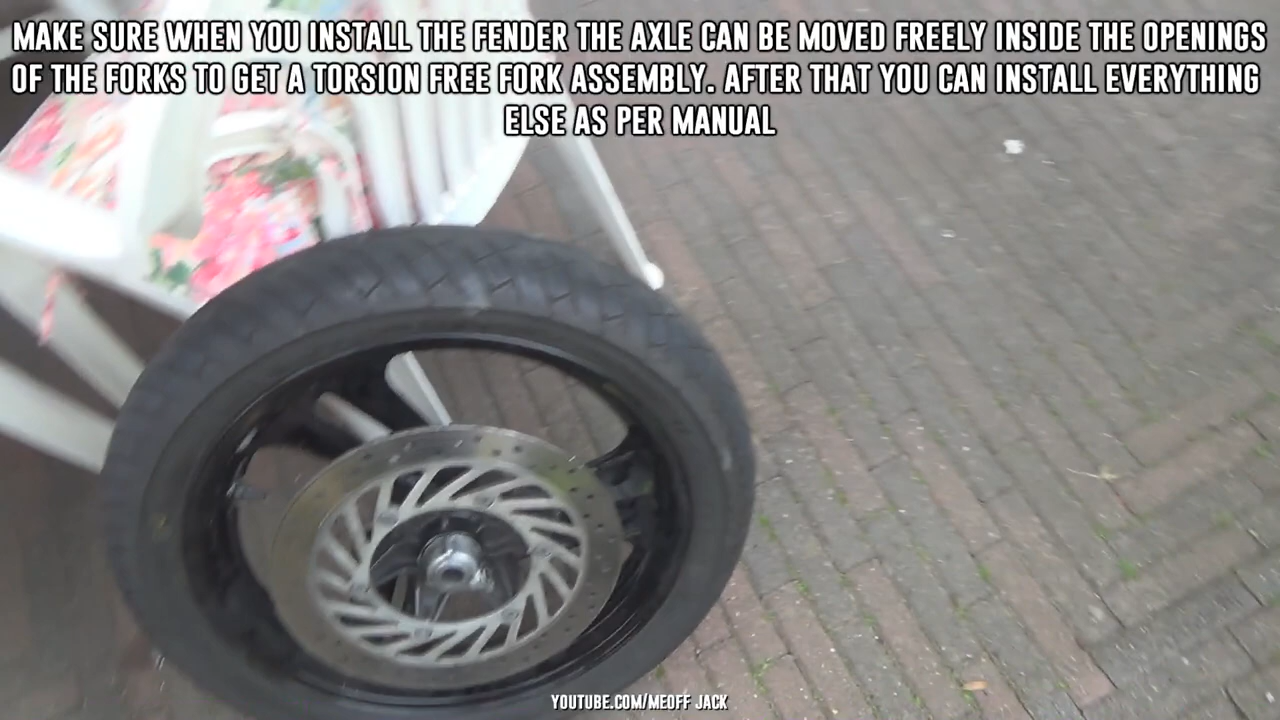 MAKE SURE WHEN YOU INSTALL THE FENDER THE AXLE CAN BE MOVED FREELY INSIDE THE OPENINGS
OF THE FORKS TO GET A TORSION FREE FORK ASSEMBLY. AFTER THAT YOU CAN INSTALL EVERYTHING
ELSE AS PER MANUAL
YOUTUBE.COM/MEOFF JACK